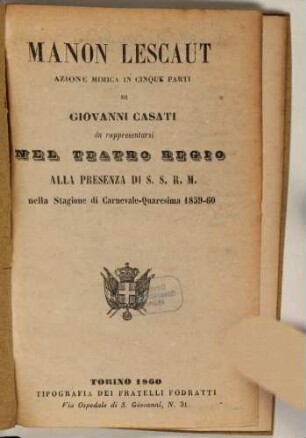 MANON LESCAUT
AZIONE MIMICA IN CINQUE PARTI
DI
GIOVANNI CASATI
da rappresentarsi
NEL TEATRO REGIO
ALLA PRESENZA DI S. S. R. M.
nella Stagione di Carnevale-Quaresima 1859-60
TORINO 1860
TIPOGRAFIA DEI FRATELLI FODRATTI
Via Ospedale di S. Giovanni, N. 31.